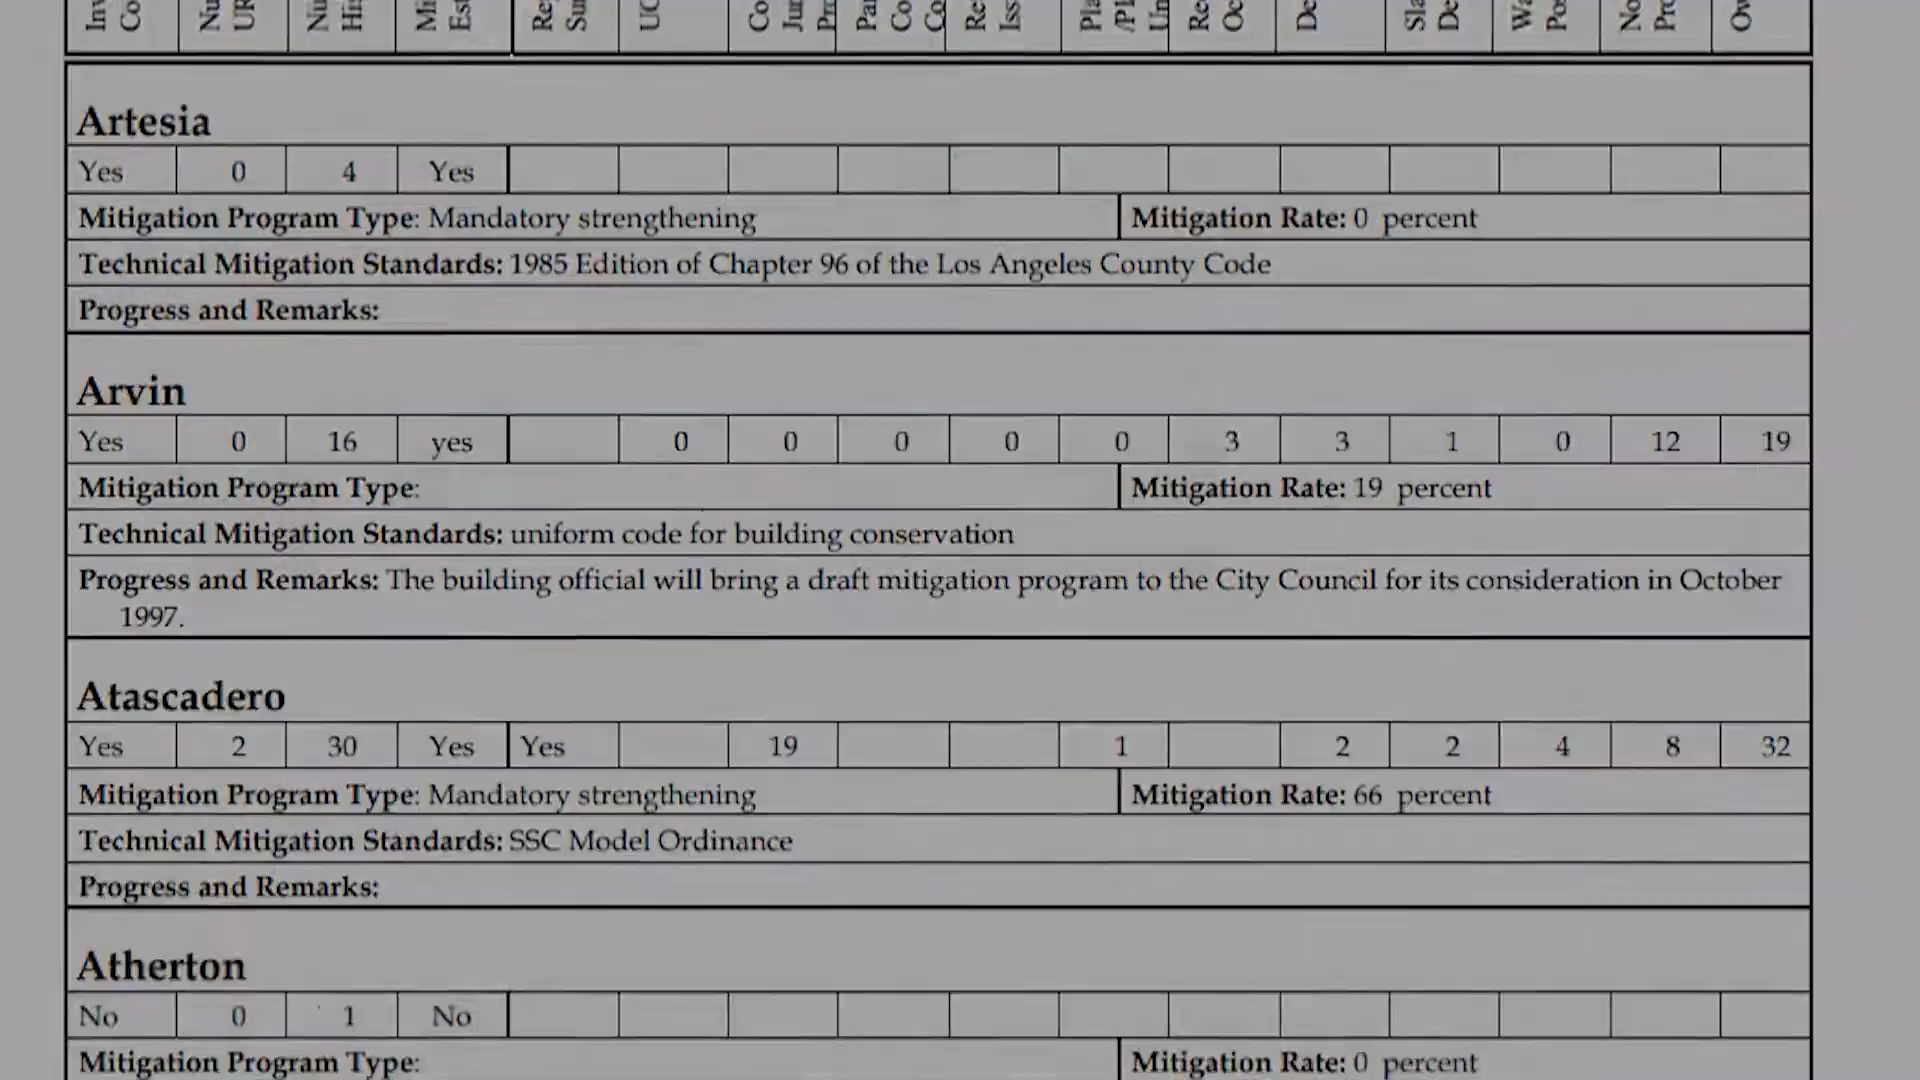 Artesia
Yes 0 4 Yes
Mitigation Program Type: Mandatory strengthening Mitigation Rate: 0 percent
Technical Mitigation Standards: 1985 Edition of Chapter 96 of the Los Angeles County Code
Progress and Remarks:
Arvin
Yes 0 16 yes 0 0 0 0 0 3 3 1 0 12 19
Mitigation Program Type: Mitigation Rate: 19 percent
Technical Mitigation Standards: uniform code for building conservation
Progress and Remarks: The building official will bring a draft mitigation program to the City Council for its consideration in October
1997.
Atascadero
Yes 2 30 Yes Yes 19 1 2 2 4 8 32
Mitigation Program Type: Mandatory strengthening Mitigation Rate: 66 percent
Technical Mitigation Standards: SSC Model Ordinance
Progress and Remarks:
Atherton
No 0 1 No
Mitigation Program Type: Mitigation Rate: 0 percent